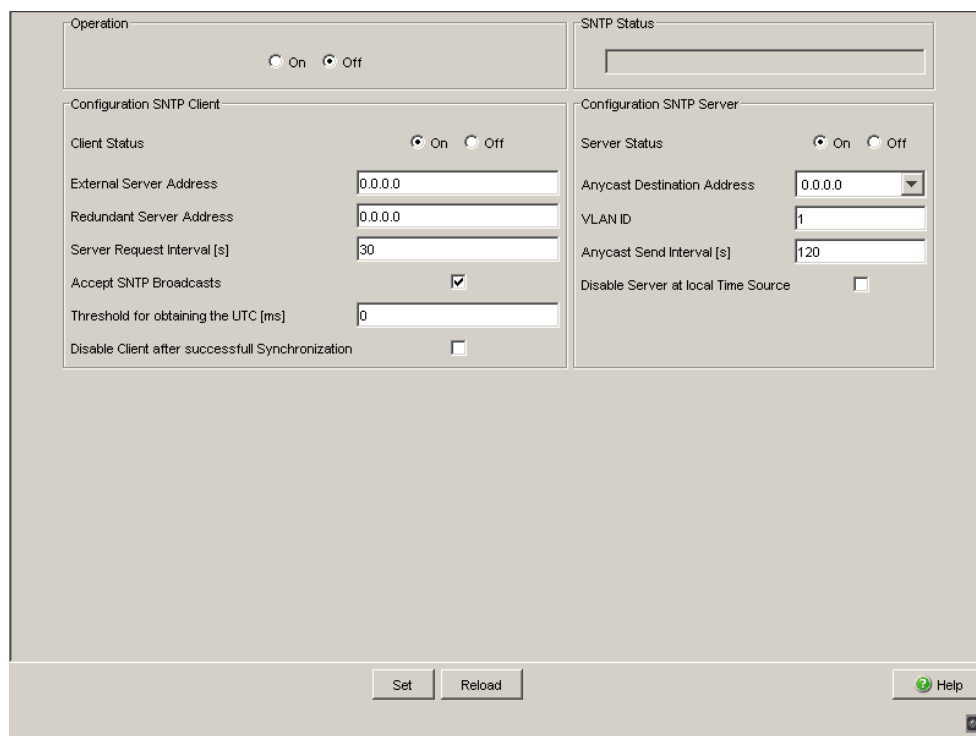 Operation
On Off
SNTP Status
Configuration SNTP Client
Client Status On Off
External Server Address 0.0.0.0
Redundant Server Address 0.0.0.0
Server Request Interval [s] 30
Accept SNTP Broadcasts
Threshold for obtaining the UTC [ms] 0
Disable Client after successfull Synchronization
Configuration SNTP Server
Server Status On Off
Anycast Destination Address 0.0.0.0
VLAN ID 1
Anycast Send Interval [s] 120
Disable Server at local Time Source
Set Reload Help